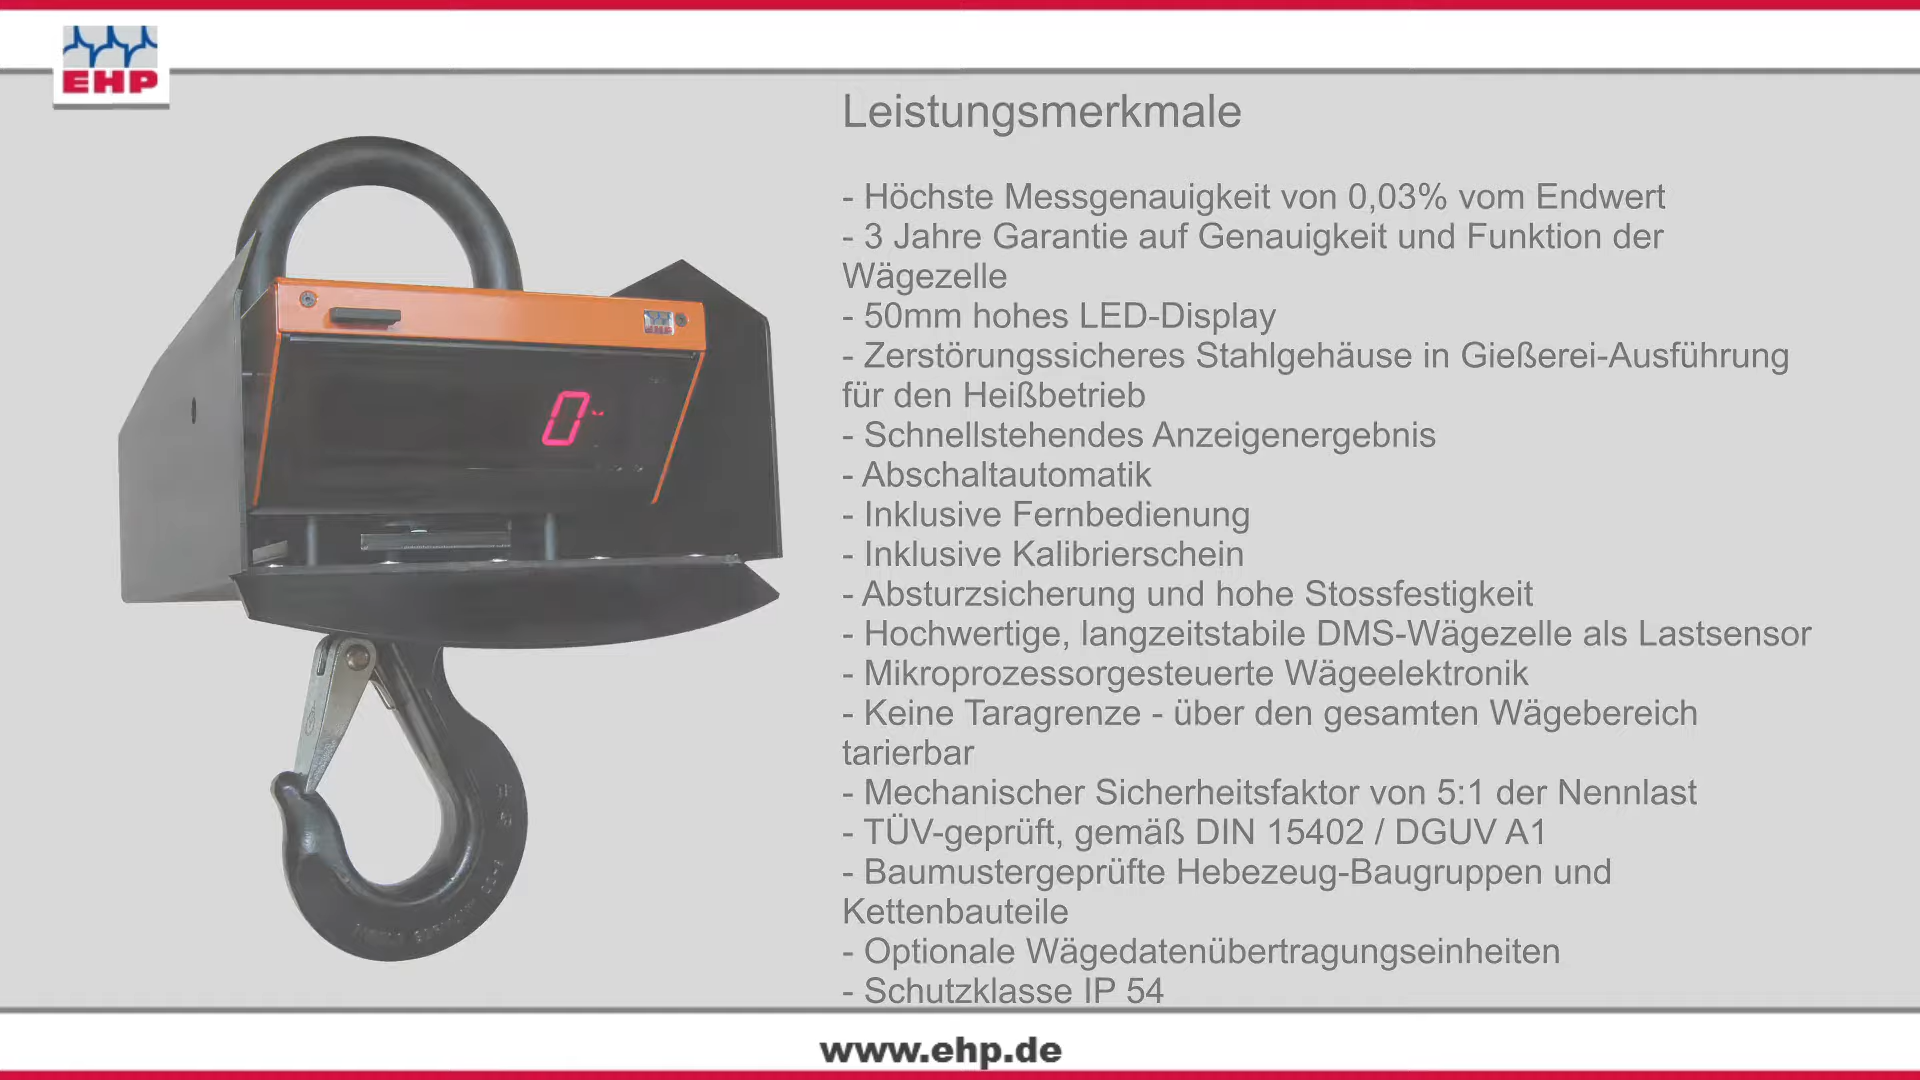 EHP
Leistungsmerkmale
- Höchste Messgenauigkeit von 0,03% vom Endwert
- 3 Jahre Garantie auf Genauigkeit und Funktion der
Wägezelle
- 50mm hohes LED-Display
- Zerstörungssicheres Stahlgehäuse in Gießerei-Ausführung
für den Heißbetrieb
- Schnellstehendes Anzeigenergebnis
- Abschaltautomatik
- Inklusive Fernbedienung
- Inklusive Kalibrierschein
- Absturzsicherung und hohe Stossfestigkeit
- Hochwertige, langzeitstabile DMS-Wägezelle als Lastsensor
- Mikroprozessorgesteuerte Wägeelektronik
- Keine Taragrenze - über den gesamten Wägebereich
tarierbar
- Mechanischer Sicherheitsfaktor von 5:1 der Nennlast
- TÜV-geprüft, gemäß DIN 15402 / DGUV A1
- Baumustergeprüfte Hebezeug-Baugruppen und
Kettenbauteile
- Optionale Wägedatenübertragungseinheiten
- Schutzklasse IP 54
EHP
0
www.ehp.de